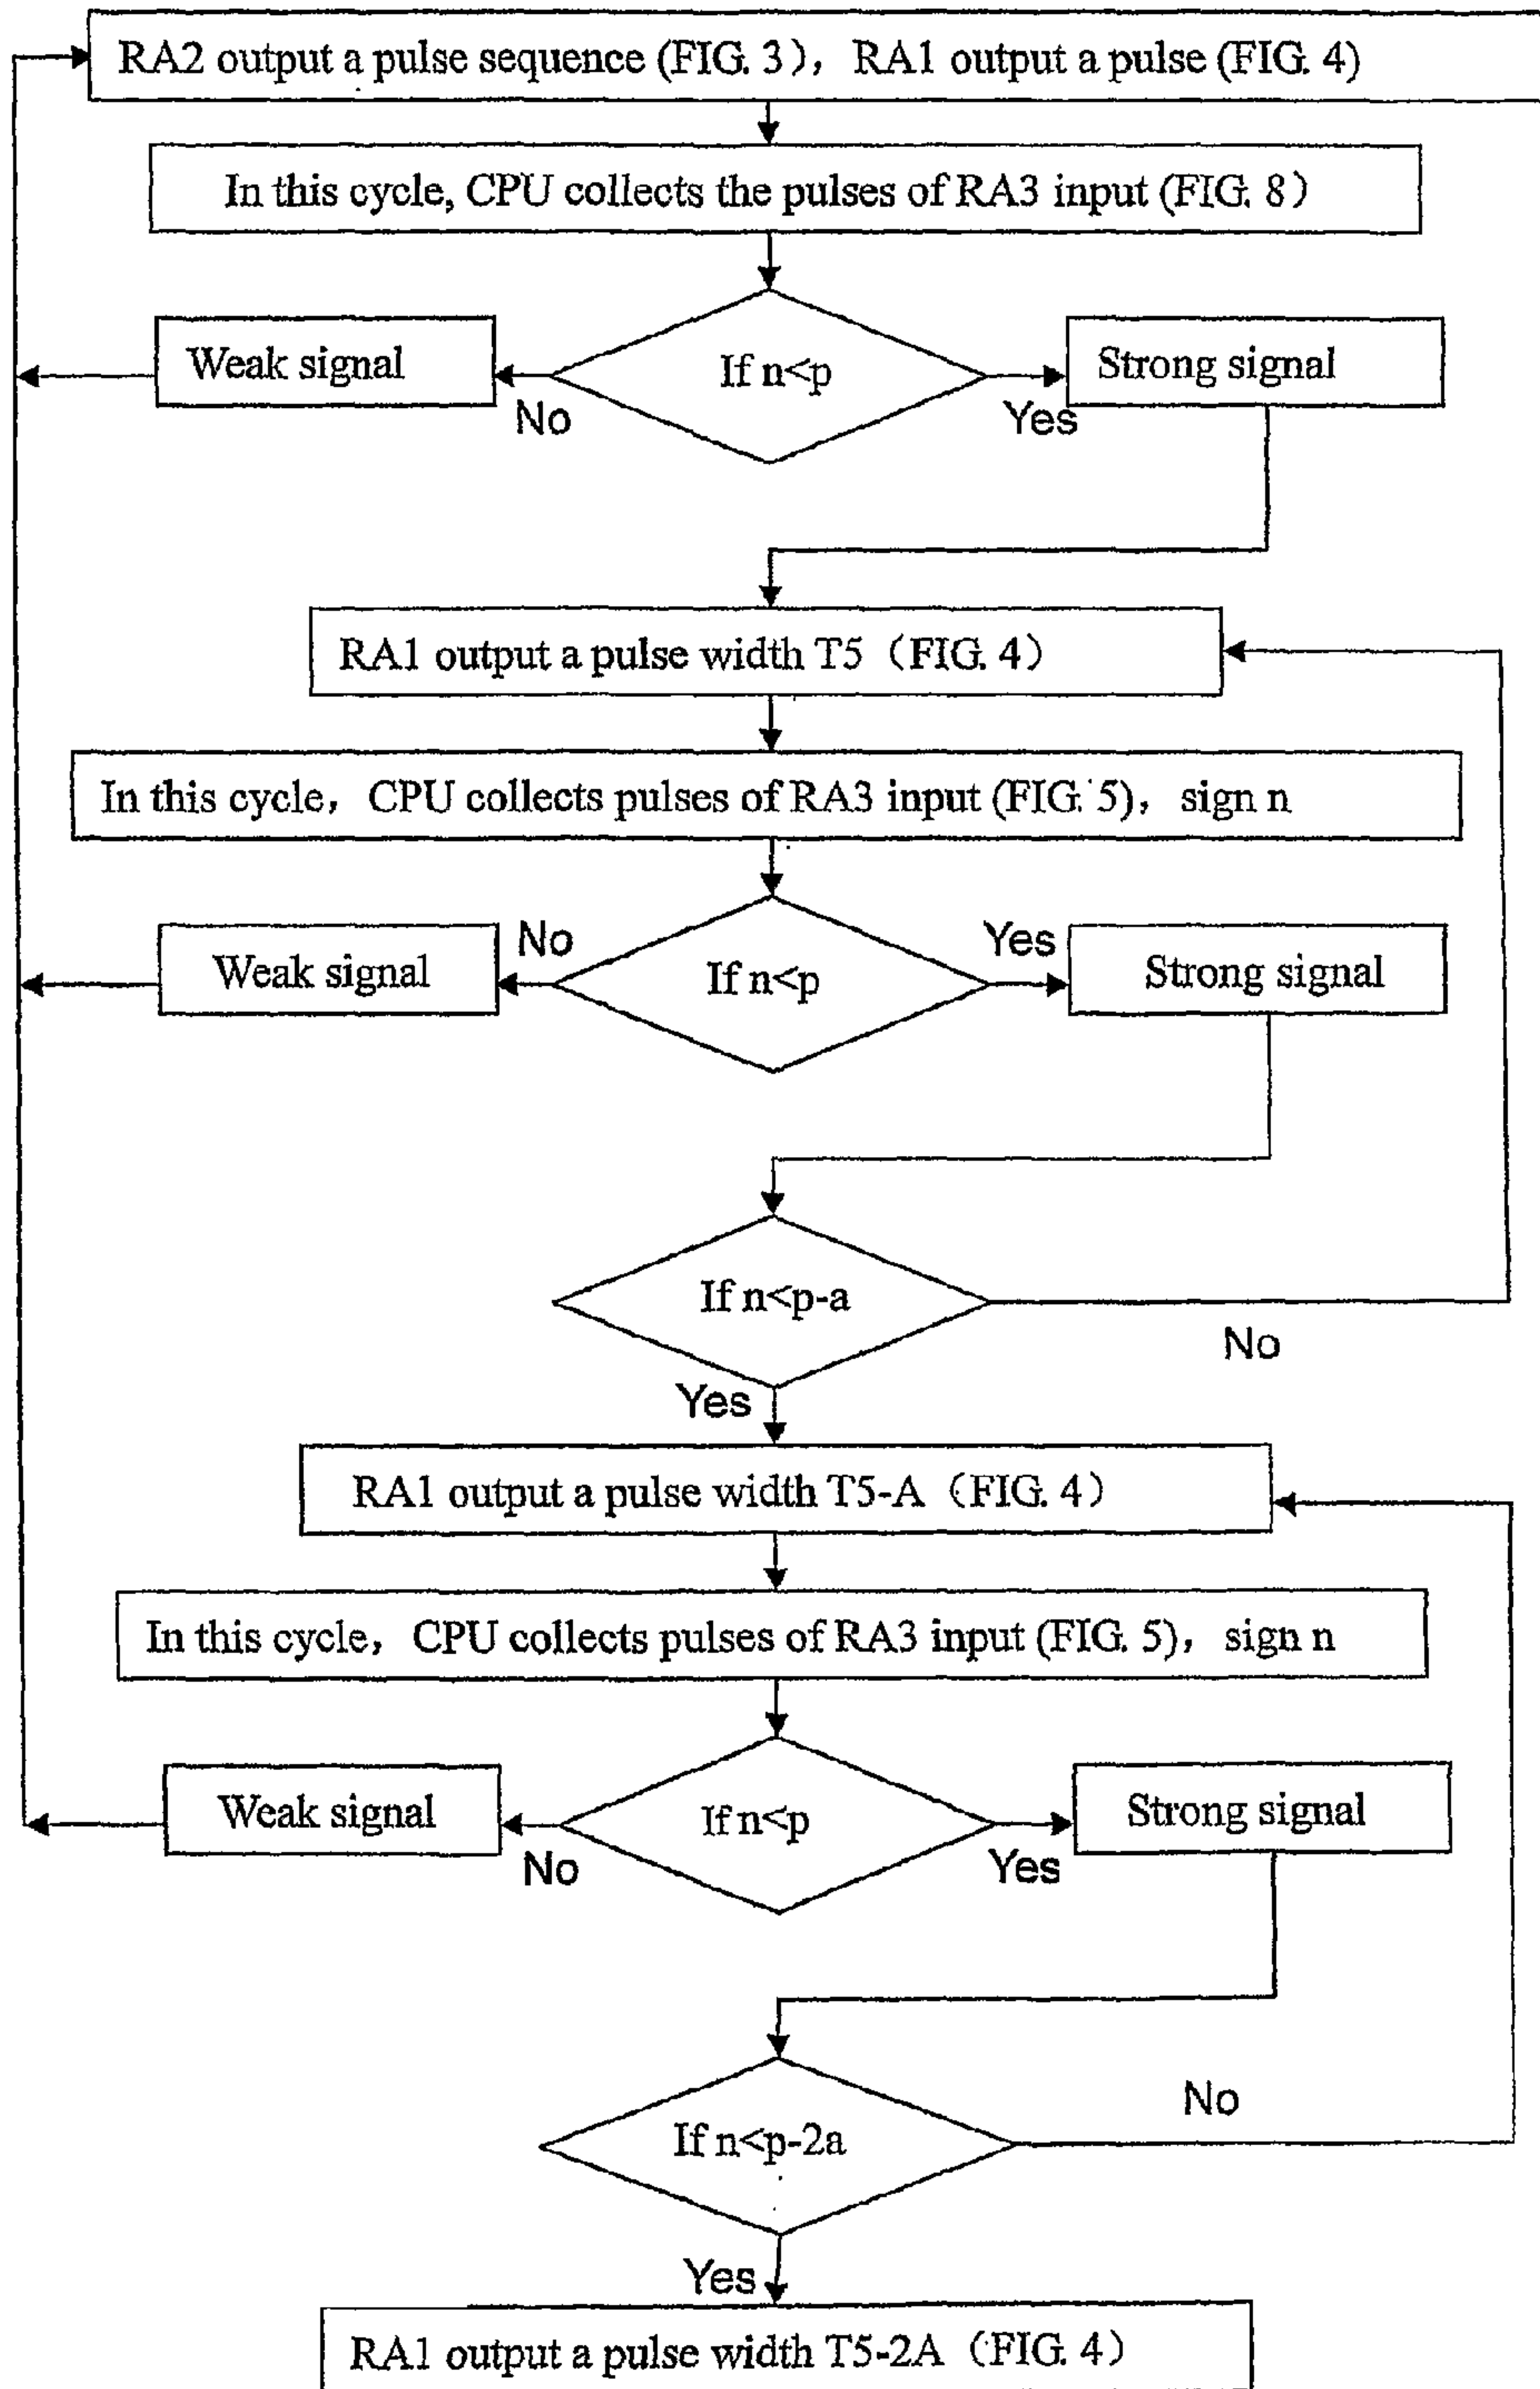 RA2 output a pulse sequence (FIG. 3), RA1 output a pulse (FIG. 4)
In this cycle, CPU collects the pulses of RA3 input (FIG. 8)
Weak signal
If n<p
Strong signal
No
Yes
RA1 output a pulse width T5 (FIG. 4)
In this cycle, CPU collects pulses of RA3 input (FIG. 5), sign n
No
Yes
Weak signal
If n<p
Strong signal
If n<p-a
No
Yes
RA1 output a pulse width T5-A (FIG. 4)
In this cycle, CPU collects pulses of RA3 input (FIG. 5), sign n
Weak signal
If n<p
Strong signal
No
Yes
No
If n<p-2a
Yes
RA1 output a pulse width T5-2A (FIG. 4)